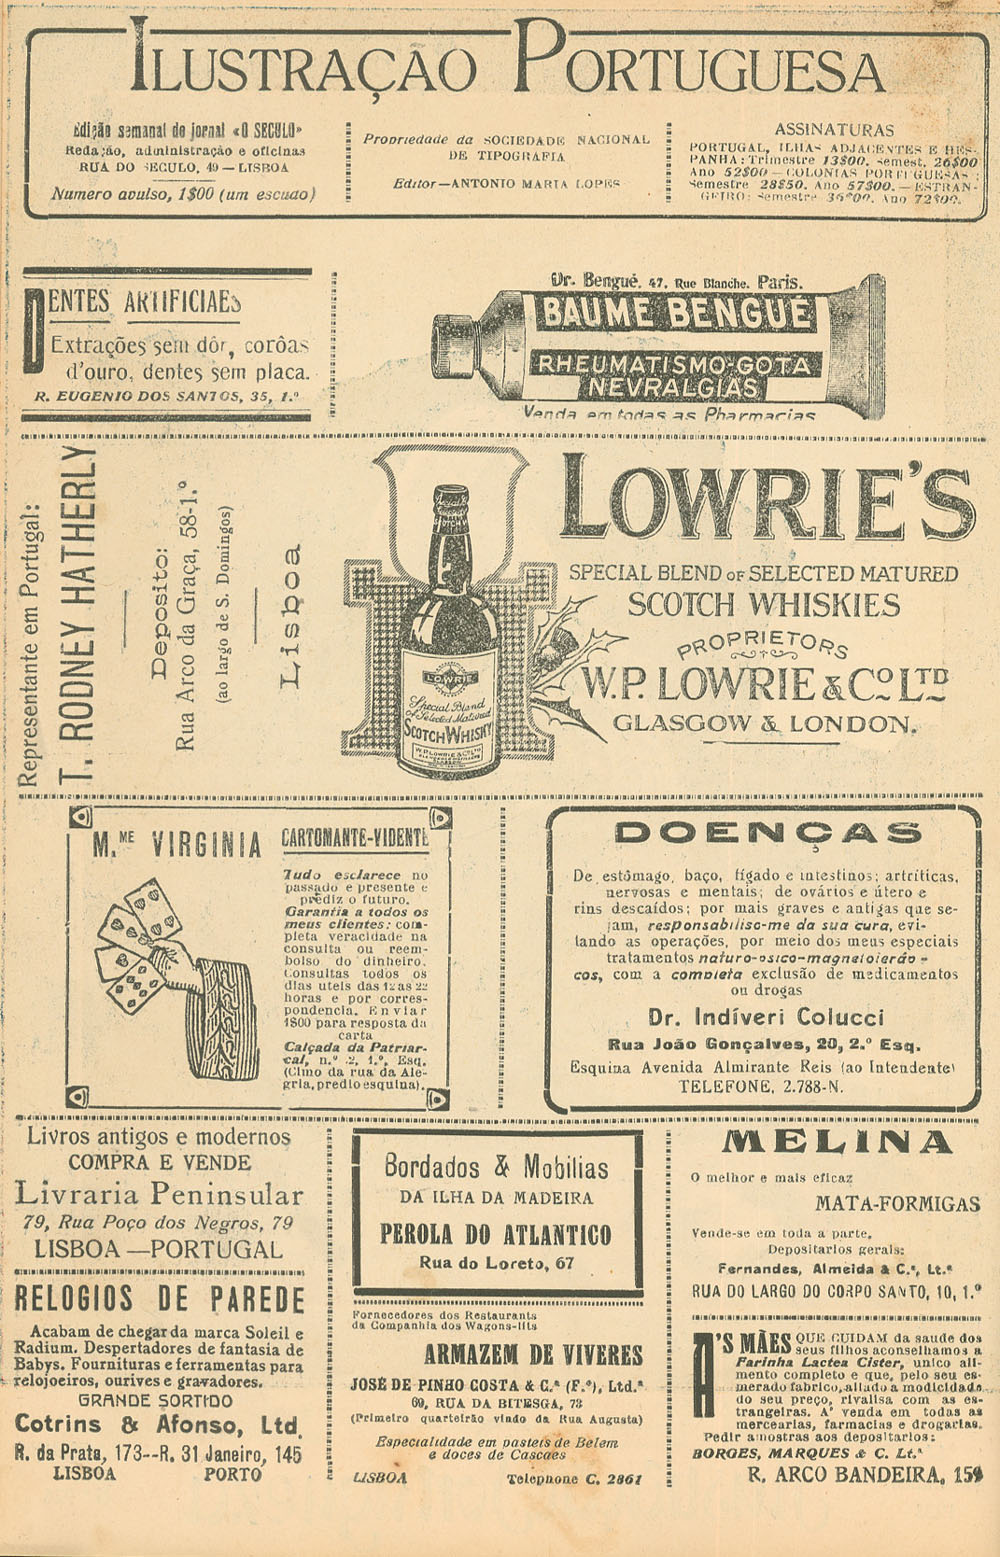 ILUSTRAÇÃO PORTUGUESA
Edição semanal do jornal «O SECULO»
Redação, administração e oficinas
RUA DO SECULO, 49 — LISBOA
Numero avulso, 1$00 (um escudo)
Propriedade da SOCIEDADE NACIONAL
DE TIPOGRAFIA
Editor—ANTONIO MARIA LOPES
ASSINATURAS
PORTUGAL, ILHAS ADJACENTES E HES-
PANHA: Trimestre 13$00. Semest. 26$00
Ano 52$00—COLONIAS PORTUGUESAS:
Semestre 28$50. Ano 57$00.—ESTRAN-
GEIRO: Semestre 36$00. Ano 72$00.
DENTES ARTIFICIAES
Extrações sem dôr, corôas
d'ouro, dentes sem placa.
R. EUGENIO DOS SANTOS, 35, 1.º
Dr. Bengué, 47, Rue Blanche, Paris.
BAUME BENGUÉ
RHEUMATISMO-GOTA
NEVRALGIAS
Venda em todas as Pharmacias
Representante em Portugal:
T. RODNEY HATHERLY
Deposito:
Rua Arco da Graça, 58-1.º
(ao largo de S. Domingos)
Lisboa
LOWRIE
Special Blend
of Selected Matured
SCOTCH WHISKY
W.P. LOWRIE & Co LTD
GLASGOW
LOWRIE'S
SPECIAL BLEND OF SELECTED MATURED
SCOTCH WHISKIES
PROPRIETORS
W.P. LOWRIE & Co LTD
GLASGOW & LONDON.
M.ME VIRGINIA
CARTOMANTE-VIDENTE
Tudo esclarece no
passado e presente e
prediz o futuro.
Garantia a todos os
meus clientes: com-
pleta veracidade na
consulta ou reem-
bolso do dinheiro.
Consultas todos os
dias uteis das 12 as 22
horas e por corres-
pondencia. Enviar
1$00 para resposta da
carta
Calçada da Patriar-
cal, n.º 2, 1.º, Esq.
(Cimo da rua da Ale-
gria, predio esquina).
DOENÇAS
De estômago, baço, fígado e intestinos; artríticas,
nervosas e mentais; de ovários e útero e
rins descaídos; por mais graves e antigas que se-
jam, responsabiliso-me da sua cura, evi-
tando as operações, por meio dos meus especiais
tratamentos
cos, com a completa exclusão de medicamentos
ou drogas
Dr. Indíveri Colucci
Rua João Gonçalves, 20, 2.º Esq.
Esquina Avenida Almirante Reis (ao Intendente)
TELEFONE, 2.788-N.
Livros antigos e modernos
COMPRA E VENDE
Livraria Peninsular
79, Rua Poço dos Negros, 79
LISBOA—PORTUGAL
RELOGIOS DE PAREDE
Acabam de chegar da marca Soleil e
Radium. Despertadores de fantasia de
Babys. Fournituras e ferramentas para
relojoeiros, ourives e gravadores.
GRANDE SORTIDO
Cotrins & Afonso, Ltd.
R. da Prata, 173--R. 31 Janeiro, 145
LISBOA PORTO
Bordados & Mobilias
DA ILHA DA MADEIRA
PEROLA DO ATLANTICO
Rua do Loreto, 67
Fornecedores dos Restaurants
da Companhia dos Wagons-lits
ARMAZEM DE VIVERES
JOSÉ DE PINHO COSTA & C.ª (F.º), Ltd.ª
69, RUA DA BITESGA, 73
(Primeiro quarteirão vindo da Rua Augusta)
Especialidade em pasteis de Belem
e doces de Cascaes
LISBOA Telephone C. 2861
MELINA
O melhor e mais eficaz
MATA-FORMIGAS
Vende-se em toda a parte.
Depositarios gerais:
Fernandes, Almeida & C.ª, Lt.ª
RUA DO LARGO DO CORPO SANTO, 10, 1.º
A'S MÃES QUE CUIDAM da saude dos
seus filhos aconselhamos a
Farinha Lactea Cister, unico ali-
mento completo e que, pelo seu es-
merado fabrico, aliado a modicidade
do seu preço, rivalisa com as es-
trangeiras. A' venda em todas as
mercearias, farmacias e drogarias.
Pedir amostras aos depositarios:
BORGES, MARQUES & C. Lt.ª
R. ARCO BANDEIRA, 159